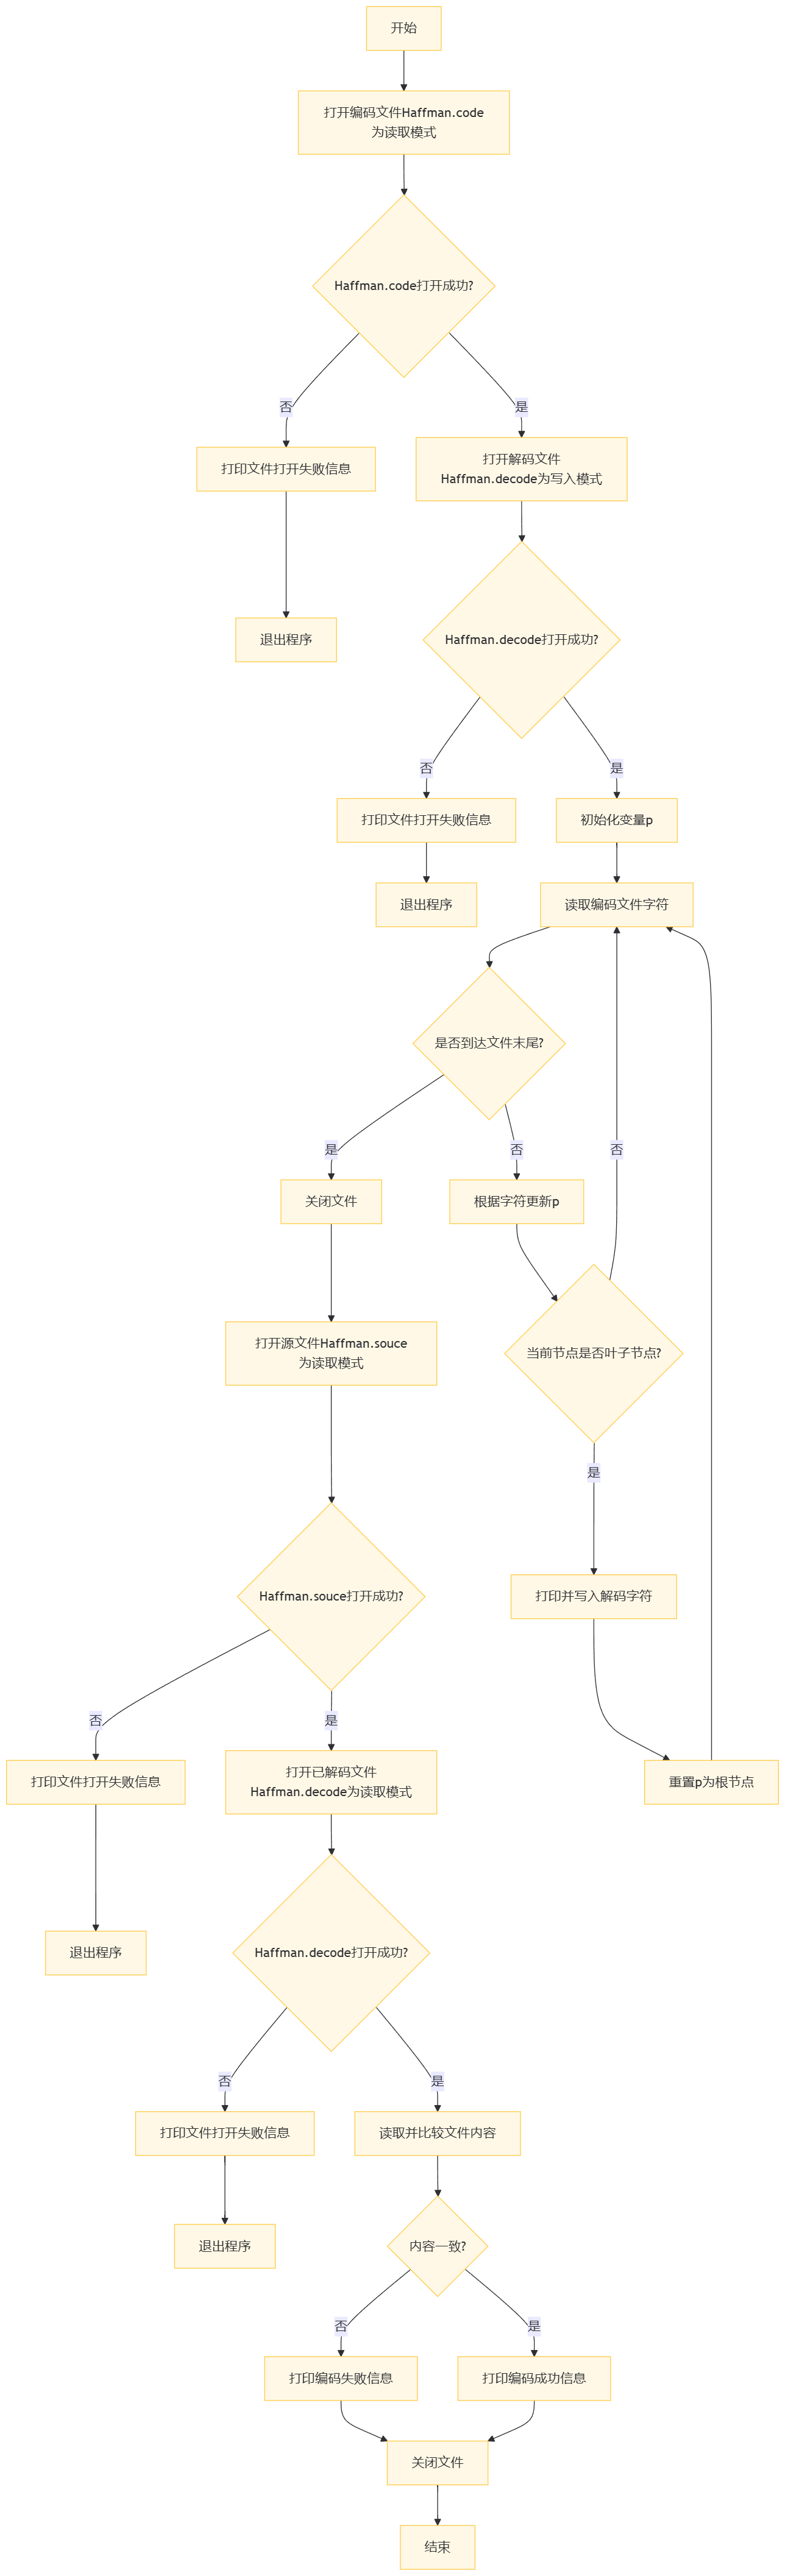 开始
打开编码文件Haffman.code
为读取模式
Haffman.code打开成功?
否
是
打印文件打开失败信息
打开解码文件
Haffman.decode为写入模式
退出程序
Haffman.decode打开成功?
否
是
打印文件打开失败信息
初始化变量p
退出程序
读取编码文件字符
是否到达文件末尾?
是
否
否
关闭文件
根据字符更新p
打开源文件Haffman.souce
为读取模式
当前节点是否叶子节点?
是
Haffman.souce打开成功?
打印并写入解码字符
否
是
打印文件打开失败信息
打开已解码文件
Haffman.decode为读取模式
重置p为根节点
退出程序
Haffman.decode打开成功?
否
是
打印文件打开失败信息
读取并比较文件内容
退出程序
内容一致?
否
是
打印编码失败信息
打印编码成功信息
关闭文件
结束